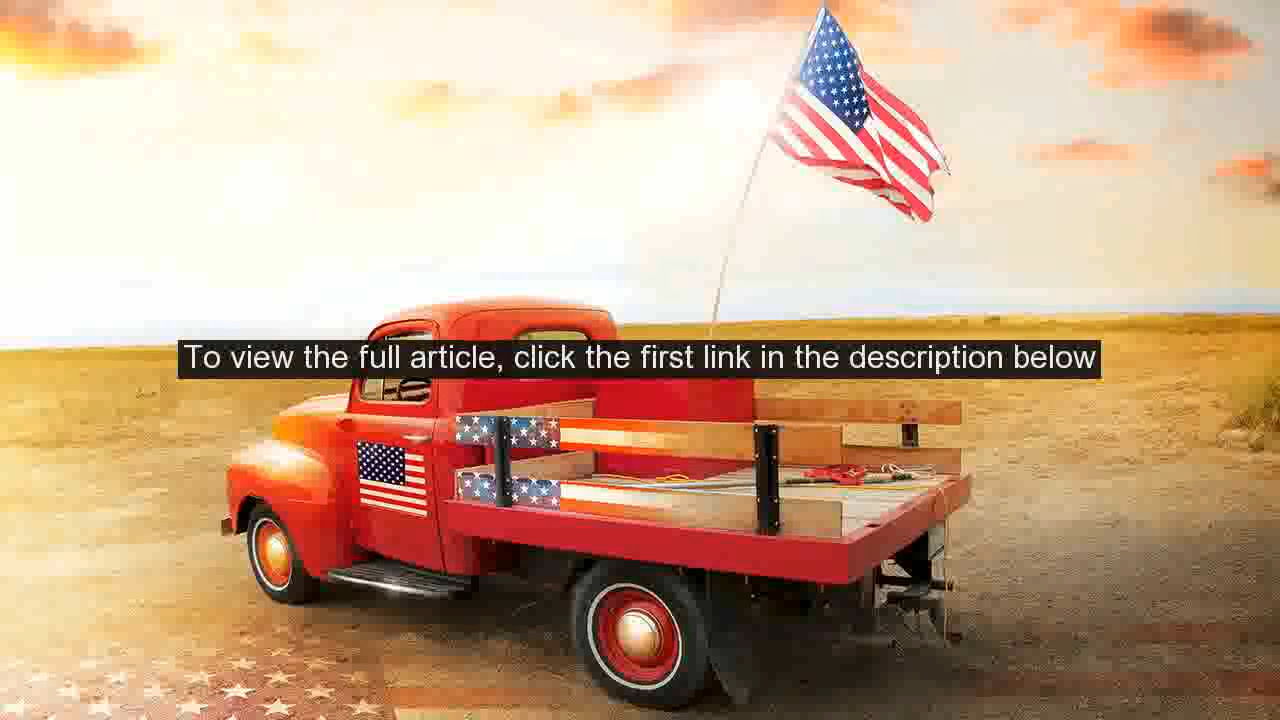 To view the full article, click the first link in the description below